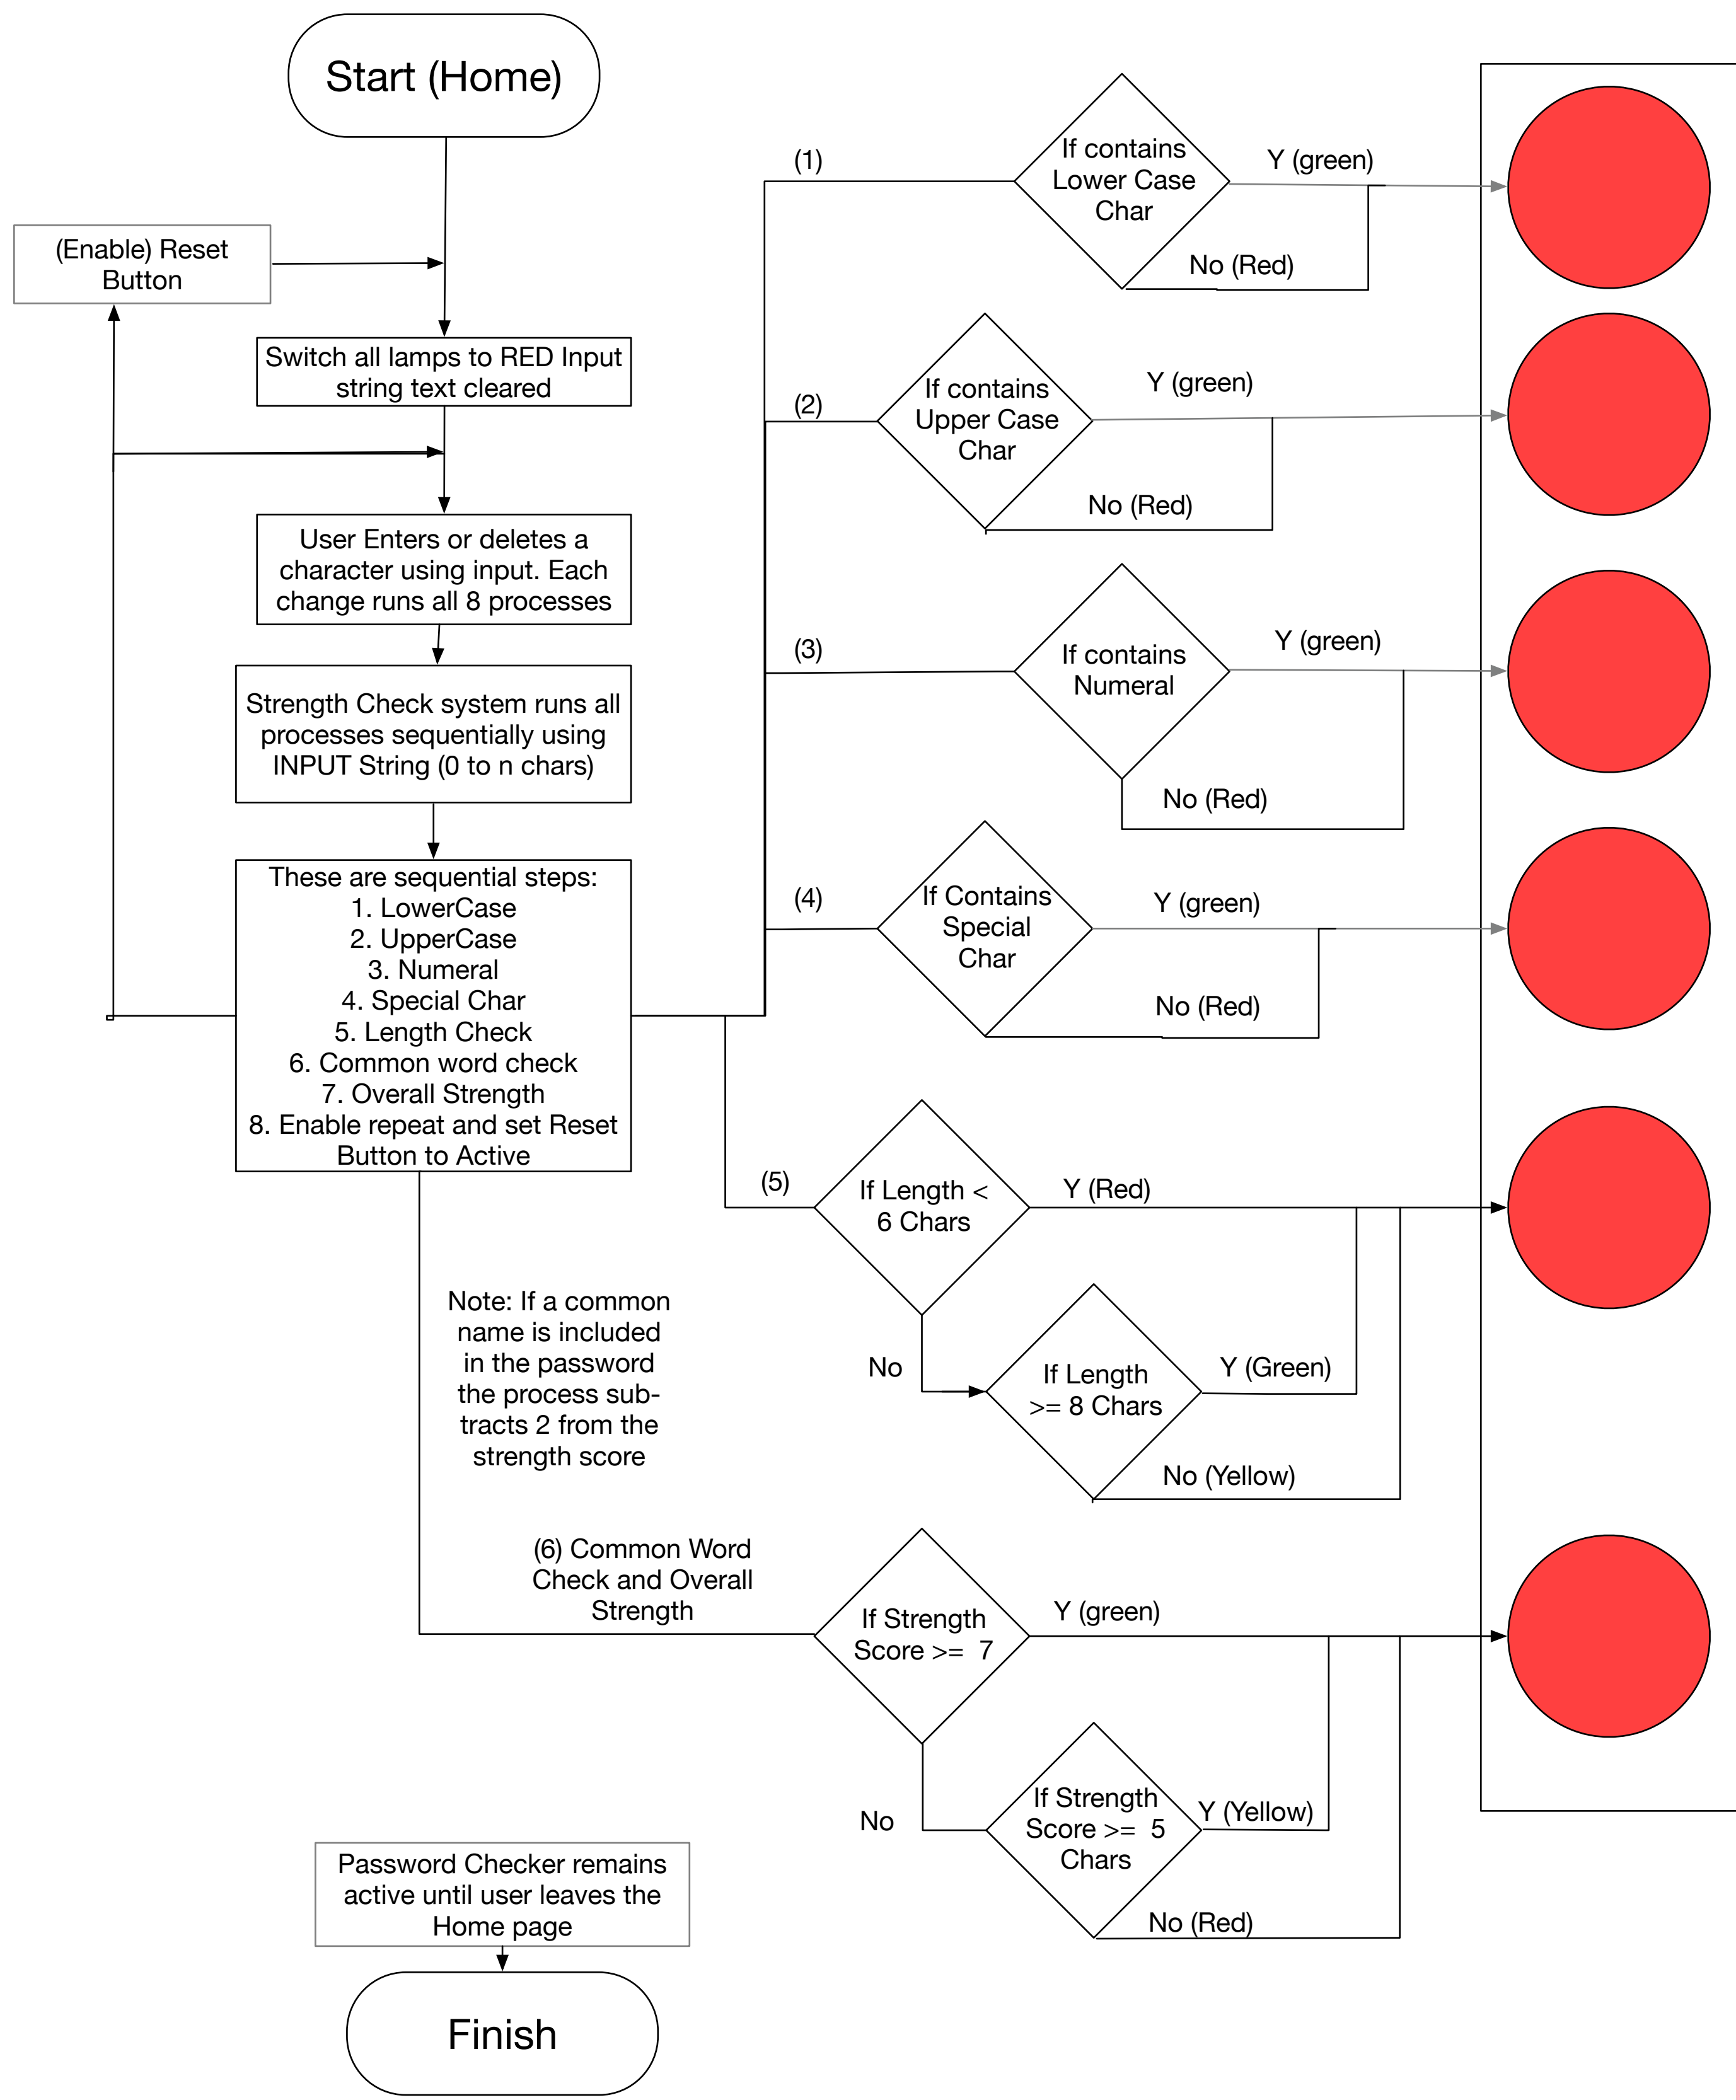 Start (Home)
(Enable) Reset
Button
Switch all lamps to RED Input
string text cleared
User Enters or deletes a
character using input. Each
change runs all 8 processes
Strength Check system runs all
processes sequentially using
INPUT String (0 to n chars)
These are sequential steps:
1. LowerCase
2. UpperCase
3. Numeral
4. Special Char
5. Length Check
6. Common word check
7. Overall Strength
8. Enable repeat and set Reset
Button to Active
Note: If a common
name is included
in the password
the process sub-
tracts 2 from the
strength score
(6) Common Word
Check and Overall
Strength
Password Checker remains
active until user leaves the
Home page
Finish
(1)
If contains
Lower Case
Char
Y (green)
No (Red)
(2)
If contains
Upper Case
Char
Y (green)
No (Red)
(3)
If contains
Numeral
Y (green)
No (Red)
(4)
If Contains
Special
Char
Y (green)
No (Red)
(5)
If Length <
6 Chars
Y (Red)
No
If Length
>= 8 Chars
Y (Green)
No (Yellow)
If Strength
Score >= 7
Y (green)
No
If Strength
Score >= 5
Chars
Y (Yellow)
No (Red)